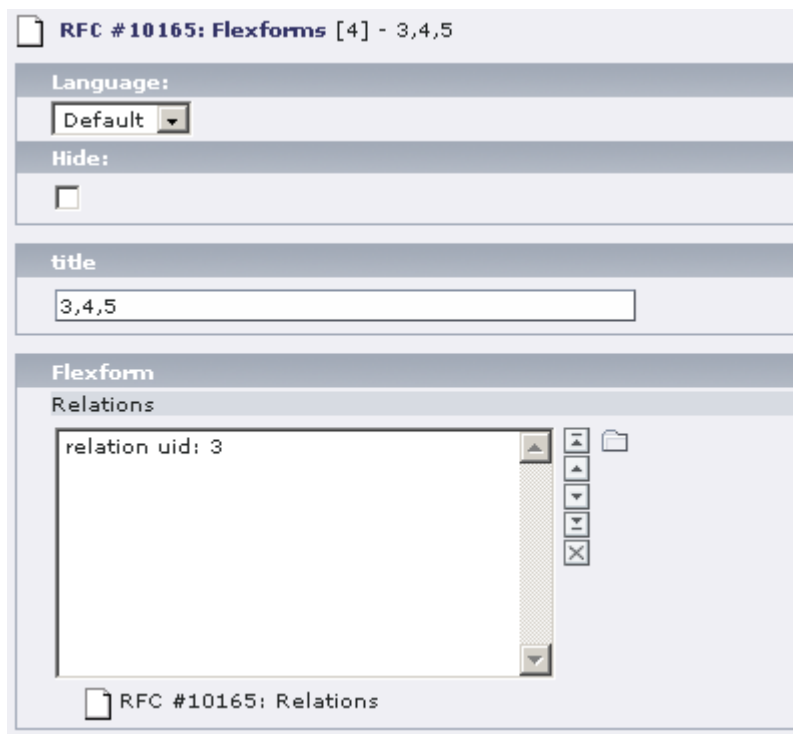 RFC #10165: Flexforms [4] - 3,4,5
Language:
Default
Hide:
title
3,4,5
Flexform
Relations
relation uid: 3
RFC #10165: Relations